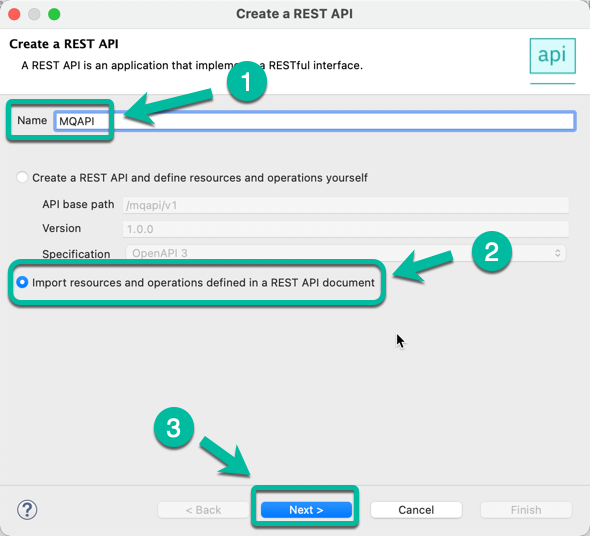 Create a REST API
Create a REST API
A REST API is an application that implem a RESTful interface.
api
1
Name MQAPI
Create a REST API and define resources and operations yourself
API base path /mqapi/v1
Version 1.0.0
Specification OpenAPI 3
2
Import resources and operations defined in a REST API document
3
? < Back Next > Cancel Finish